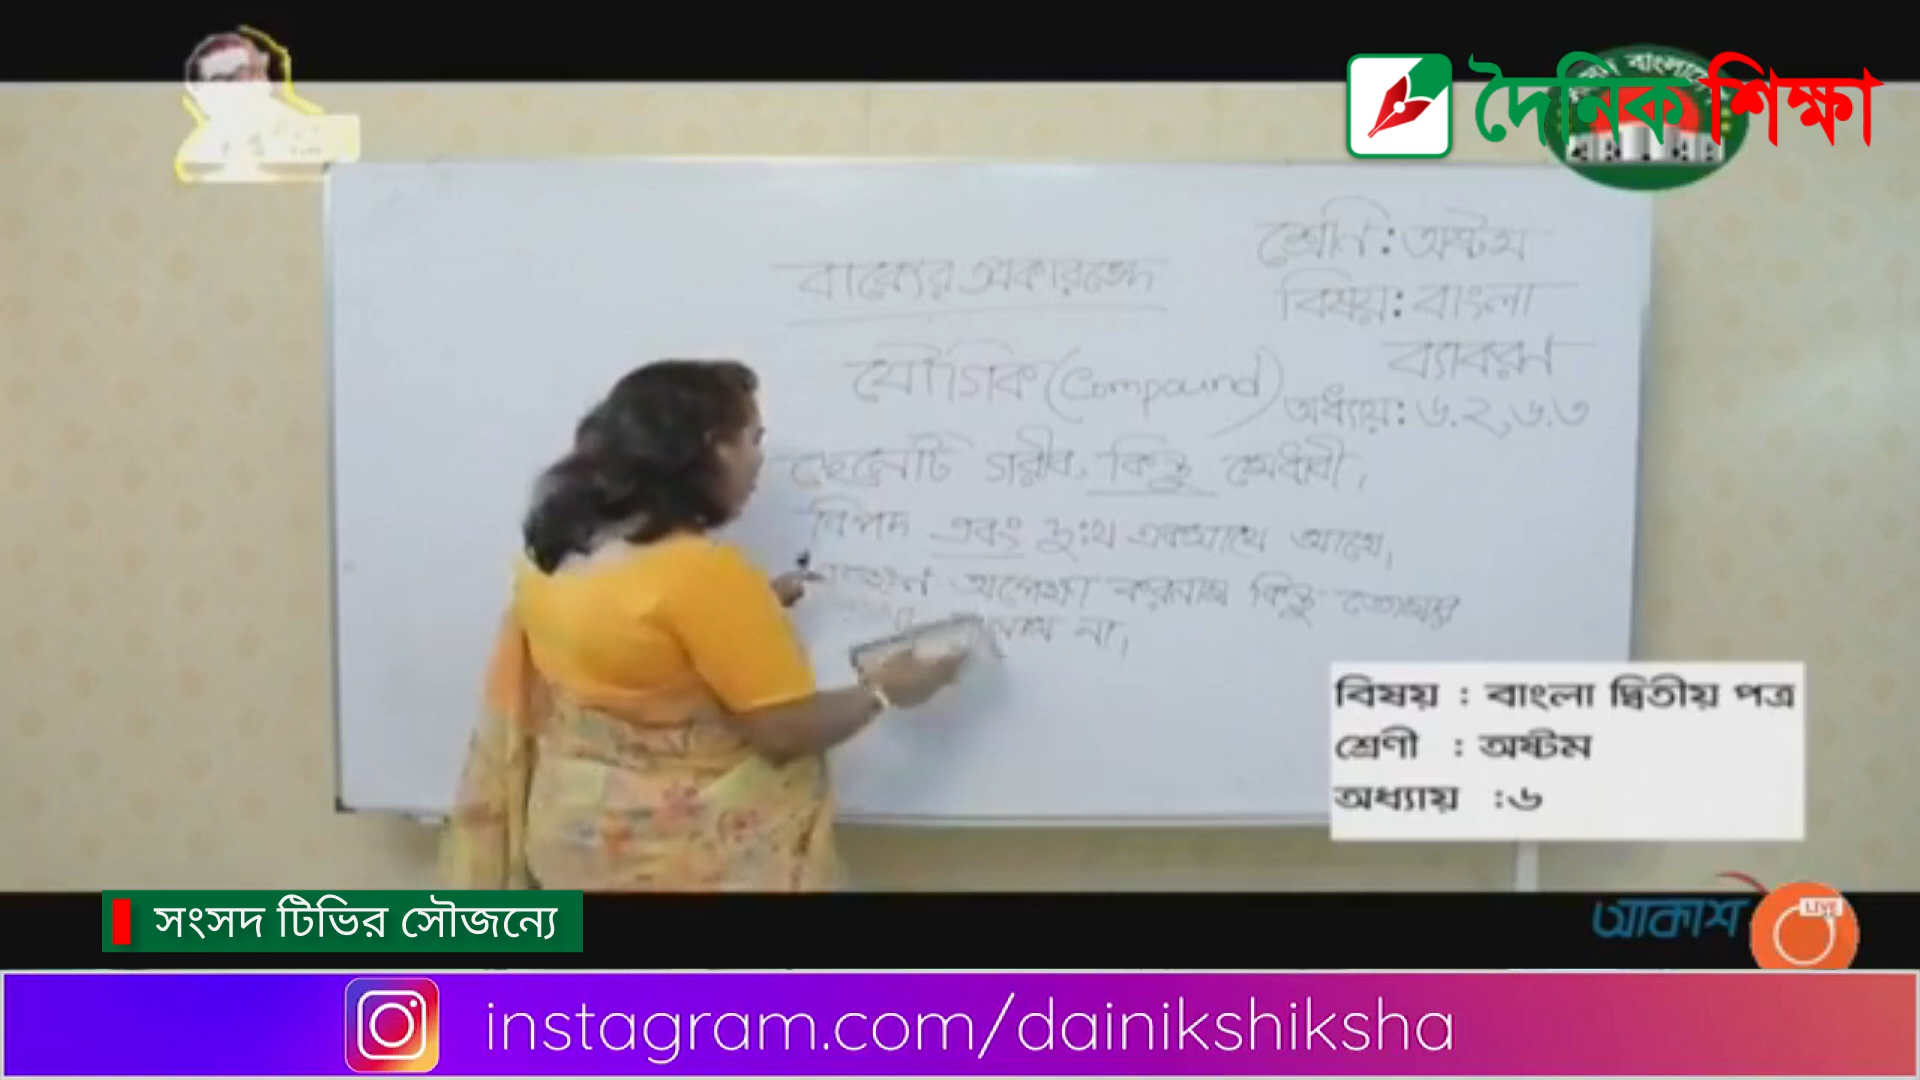 দৈনিক শিক্ষা
শ্রেণি : অষ্টম
বিষয় : বাংলা
ব্যাকরণ
অধ্যায় : ৬.২, ৬.৩
বাক্যের প্রকারভেদ
যৌগিক (Compound)
ছেলেটি গরীব কিন্তু মেধাবী।
বিপদ এবং দুঃখ একসাথে আসে।
অপেক্ষা করলাম কিন্তু তোমার
না।
বিষয় : বাংলা দ্বিতীয় পত্র
শ্রেণী : অষ্টম
অধ্যায় :৬
সংসদ টিভির সৌজন্যে
আকাশ
LIVE
instagram.com/dainikshiksha